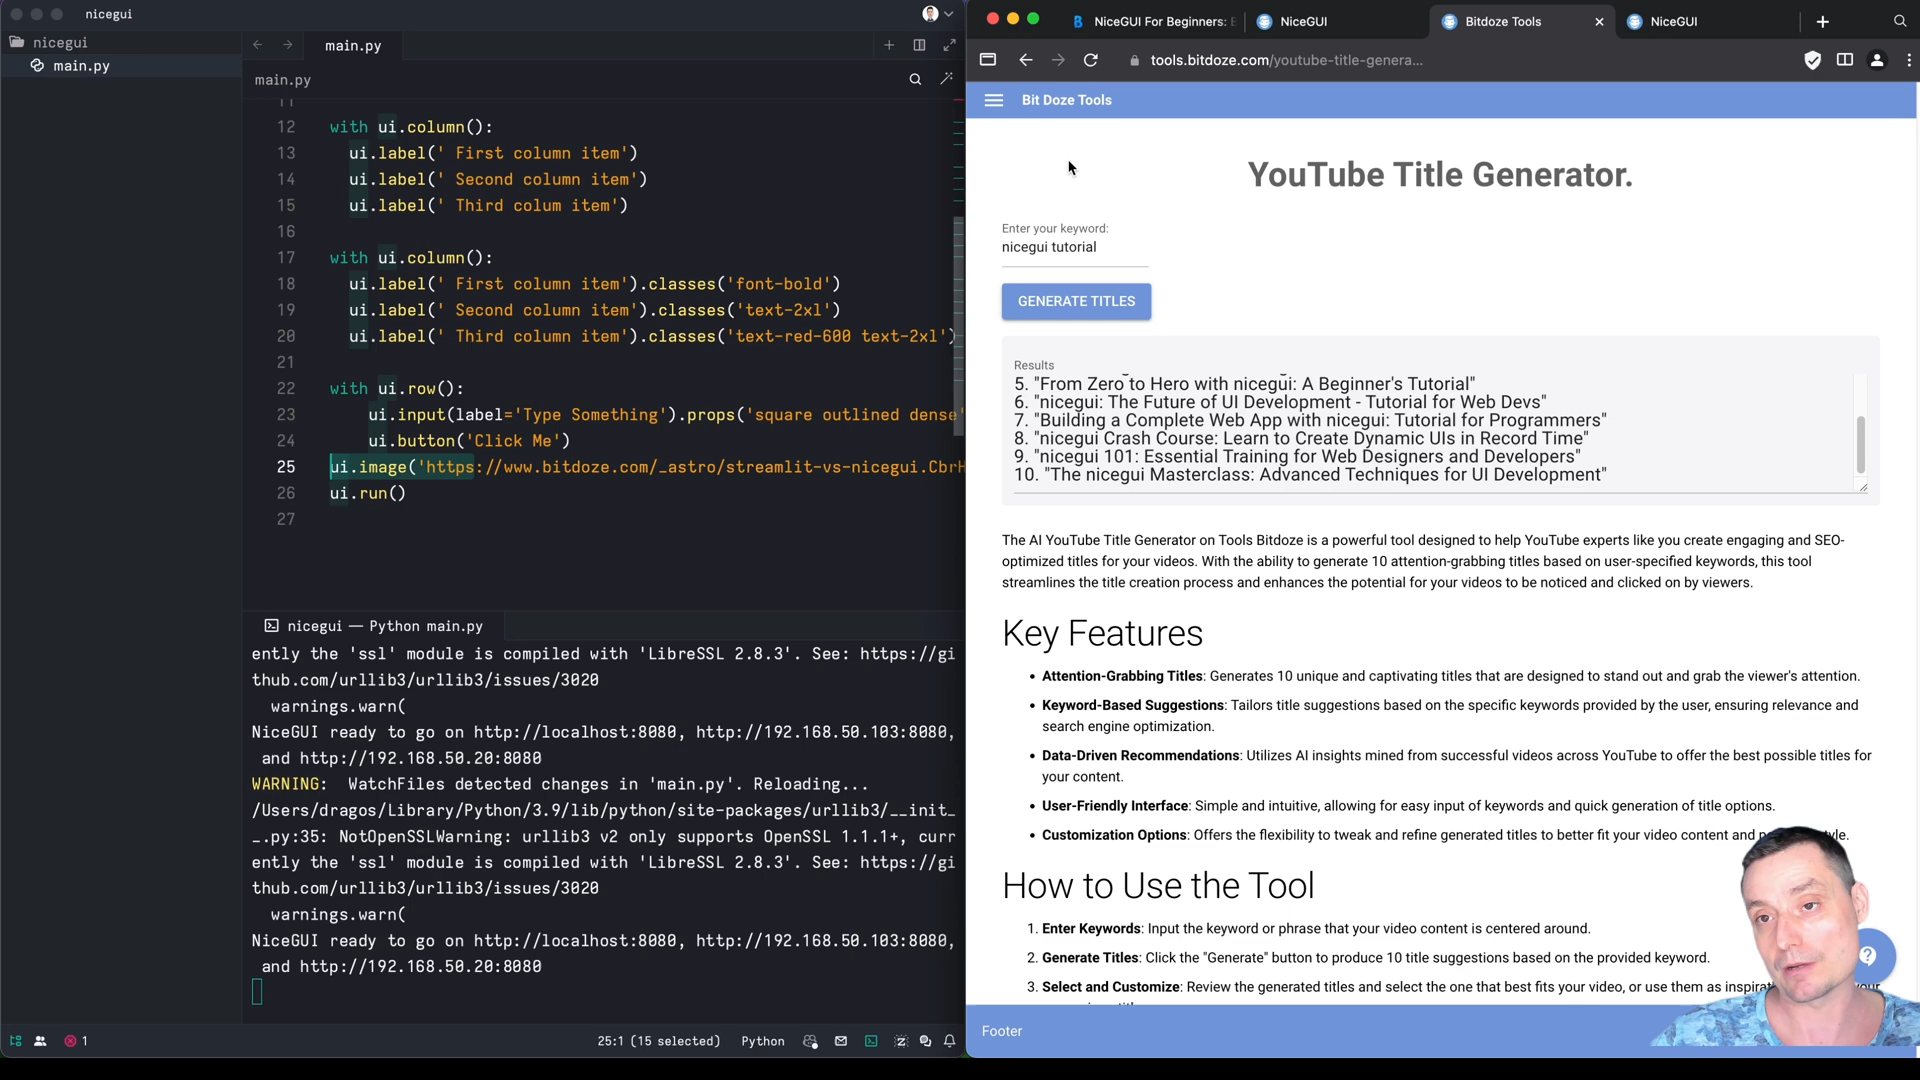 nicegui
nicegui
main.py
main.py
main.py
11
12 with ui.column():
13 ui.label(' First column item')
14 ui.label(' Second column item')
15 ui.label(' Third colum item')
16
17 with ui.column():
18 ui.label(' First column item').classes('font-bold')
19 ui.label(' Second column item').classes('text-2xl')
20 ui.label(' Third column item').classes('text-red-600 text-2xl')
21
22 with ui.row():
23 ui.input(label='Type Something').props('square outlined dense'
24 ui.button('Click Me')
25 ui.image('https://www.bitdoze.com/_astro/streamlit-vs-nicegui.CbrH
26 ui.run()
27
nicegui — Python main.py
ently the 'ssl' module is compiled with 'LibreSSL 2.8.3'. See: https://gi
thub.com/urllib3/urllib3/issues/3020
warnings.warn(
NiceGUI ready to go on http://localhost:8080, http://192.168.50.103:8080,
and http://192.168.50.20:8080
WARNING: WatchFiles detected changes in 'main.py'. Reloading...
/Users/dragos/Library/Python/3.9/lib/python/site-packages/urllib3/__init_
_.py:35: NotOpenSSLWarning: urllib3 v2 only supports OpenSSL 1.1.1+, curr
ently the 'ssl' module is compiled with 'LibreSSL 2.8.3'. See: https://gi
thub.com/urllib3/urllib3/issues/3020
warnings.warn(
NiceGUI ready to go on http://localhost:8080, http://192.168.50.103:8080,
and http://192.168.50.20:8080
1
25:1 (15 selected)
Python
NiceGUI For Beginners:
NiceGUI
Bitdoze Tools
NiceGUI
tools.bitdoze.com/youtube-title-genera...
Bit Doze Tools
YouTube Title Generator.
Enter your keyword:
nicegui tutorial
GENERATE TITLES
Results
5. "From Zero to Hero with nicegui: A Beginner's Tutorial"
6. "nicegui: The Future of UI Development - Tutorial for Web Devs"
7. "Building a Complete Web App with nicegui: Tutorial for Programmers"
8. "nicegui Crash Course: Learn to Create Dynamic UIs in Record Time"
9. "nicegui 101: Essential Training for Web Designers and Developers"
10. "The nicegui Masterclass: Advanced Techniques for UI Development"
The AI YouTube Title Generator on Tools Bitdoze is a powerful tool designed to help YouTube experts like you create engaging and SEO-
optimized titles for your videos. With the ability to generate 10 attention-grabbing titles based on user-specified keywords, this tool
streamlines the title creation process and enhances the potential for your videos to be noticed and clicked on by viewers.
Key Features
• Attention-Grabbing Titles: Generates 10 unique and captivating titles that are designed to stand out and grab the viewer's attention.
• Keyword-Based Suggestions: Tailors title suggestions based on the specific keywords provided by the user, ensuring relevance and
search engine optimization.
• Data-Driven Recommendations: Utilizes AI insights mined from successful videos across YouTube to offer the best possible titles for
your content.
• User-Friendly Interface: Simple and intuitive, allowing for easy input of keywords and quick generation of title options.
• Customization Options: Offers the flexibility to tweak and refine generated titles to better fit your video content and
How to Use the Tool
1. Enter Keywords: Input the keyword or phrase that your video content is centered around.
2. Generate Titles: Click the "Generate" button to produce 10 title suggestions based on the provided keyword.
3. Select and Customize: Review the generated titles and select the one that best fits your video, or use them as
Footer